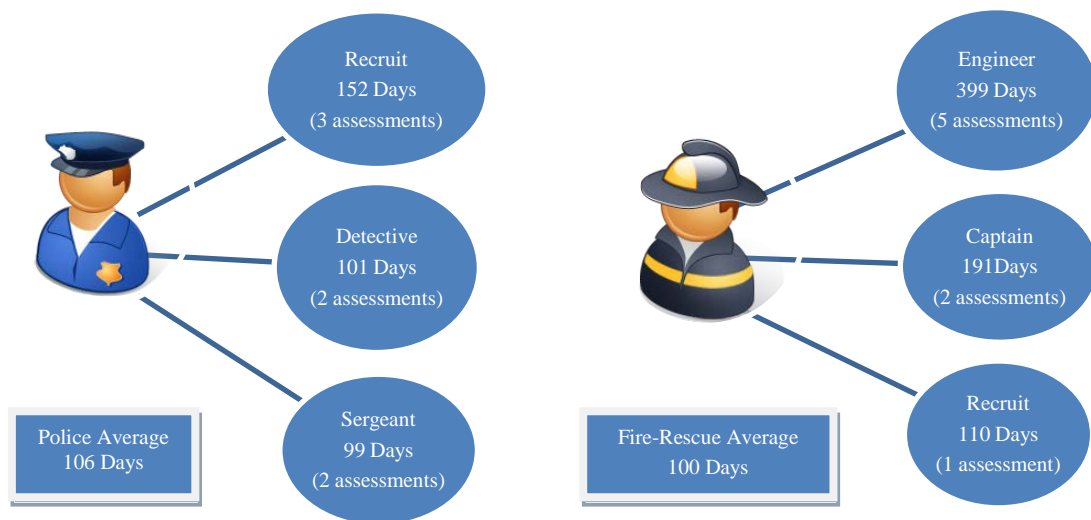 Recruit
152 Days
(3 assessments)
Detective
101 Days
(2 assessments)
Sergeant
99 Days
(2 assessments)
Police Average
106 Days
Engineer
399 Days
(5 assessments)
Captain
191Days
(2 assessments)
Recruit
110 Days
(1 assessment)
Fire-Rescue Average
100 Days